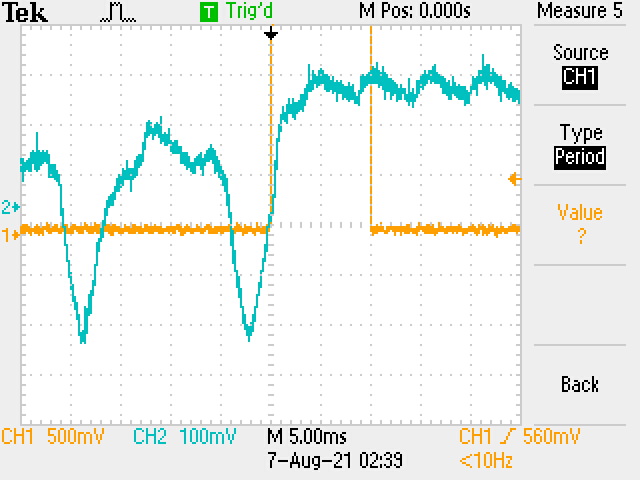 Tek T Trig'd M Pos: 0.000s Measure 5
Source
CH1
Type
Period
Value
?
2
1
Back
CH1 500mV CH2 100mV M 5.00ms CH1 560mV
7-Aug-21 02:39 <10Hz